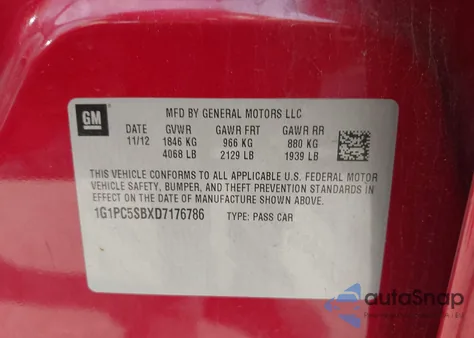 GM
MFD BY GENERAL MOTORS LLC
DATE GVWR GAWR FRT GAWR RR
11/12 1846 KG 966 KG 880 KG
4068 LB 2129 LB 1939 LB
THIS VEHICLE CONFORMS TO ALL APPLICABLE U.S. FEDERAL MOTOR
VEHICLE SAFETY, BUMPER, AND THEFT PREVENTION STANDARDS IN
EFFECT ON THE DATE OF MANUFACTURE SHOWN ABOVE.
1G1PC5SBXD7176786 TYPE: PASS CAR
autoSnap